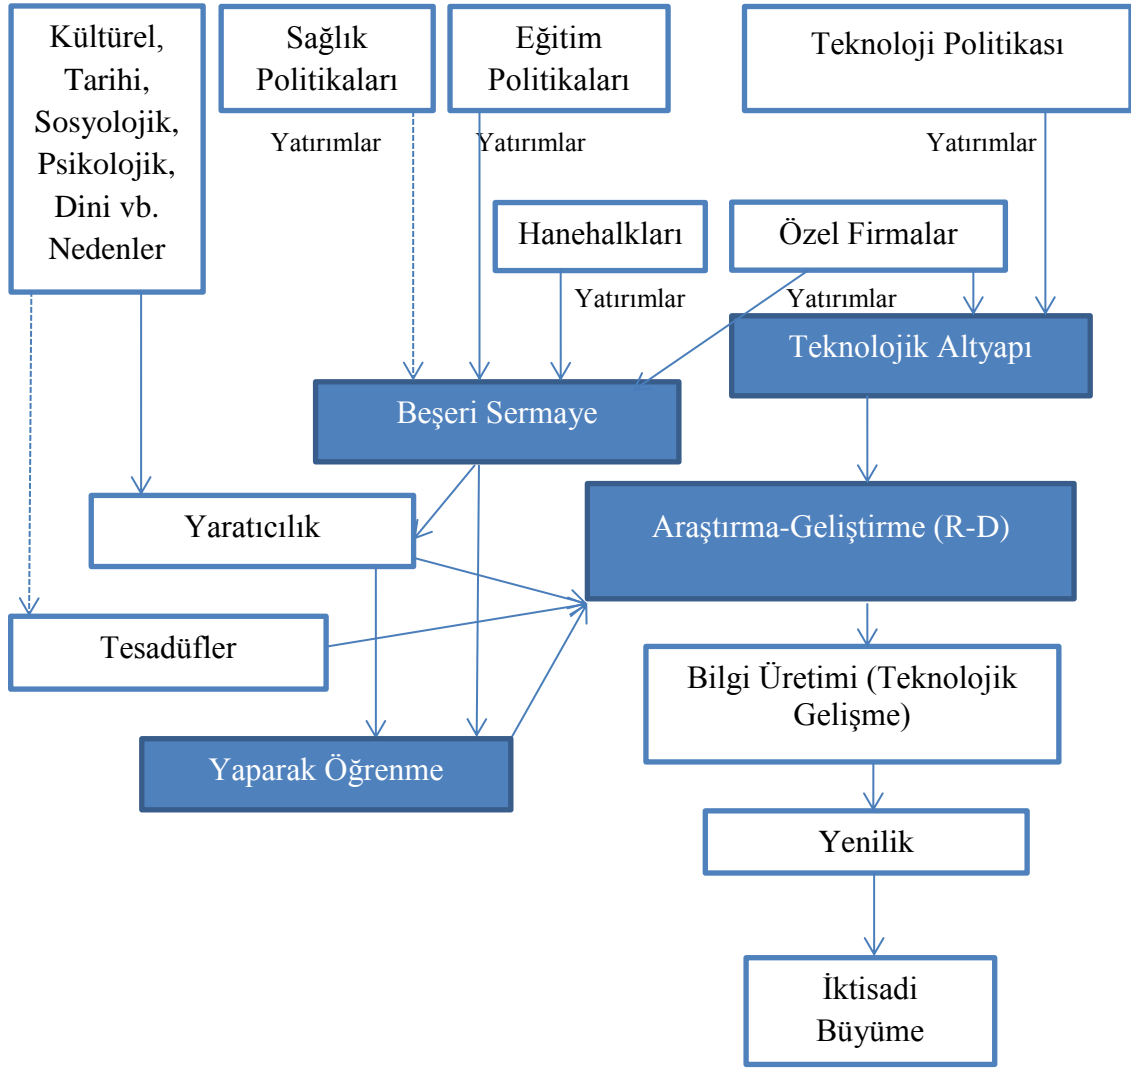 Kültürel,
Tarihi,
Sosyolojik,
Psikolojik,
Dini vb.
Nedenler
Sağlık
Politikaları
Eğitim
Politikaları
Teknoloji Politikası
Yatırımlar
Yatırımlar
Yatırımlar
Hanehalkları
Özel Firmalar
Yatırımlar
Yatırımlar
Teknolojik Altyapı
Beşeri Sermaye
Yaratıcılık
Araştırma-Geliştirme (R-D)
Tesadüfler
Bilgi Üretimi (Teknolojik
Gelişme)
Yaparak Öğrenme
Yenilik
İktisadi
Büyüme